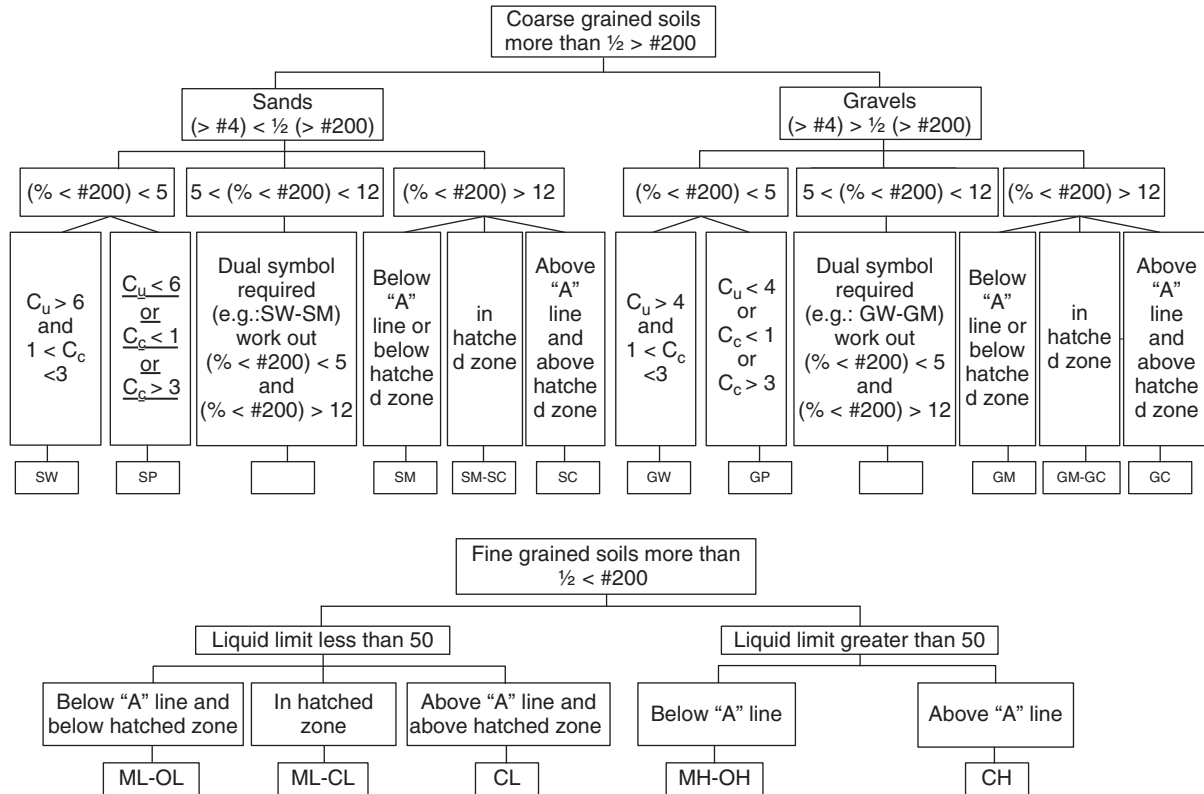 Coarse grained soils
more than ½ > #200
Sands
(> #4) < ½ (> #200)
Gravels
(> #4) > ½ (> #200)
(% < #200) < 5
5 < (% < #200) < 12
(% < #200) > 12
(% < #200) < 5
5 < (% < #200) < 12
(% < #200) > 12
Cu > 6
and
1 < Cc
<3
Cu < 6
or
Cc < 1
or
Cc > 3
Dual symbol
required
(e.g.:SW-SM)
work out
(% < #200) < 5
and
(% < #200) > 12
Below
“A”
line or
below
hatche
d zone
in
hatche
d zone
Above
“A”
line
and
above
hatche
d zone
Cu > 4
and
1 < Cc
<3
Cu < 4
or
Cc < 1
or
Cc > 3
Dual symbol
required
(e.g.: GW-GM)
work out
(% < #200) < 5
and
(% < #200) > 12
Below
“A”
line or
below
hatche
d zone
in
hatche
d zone
Above
“A”
line
and
above
hatche
d zone
SW
SP
SM
SM-SC
SC
GW
GP
GM
GM-GC
GC
Fine grained soils more than
½ < #200
Liquid limit less than 50
Liquid limit greater than 50
Below “A” line and
below hatched zone
In hatched
zone
Above “A” line and
above hatched zone
Below “A” line
Above “A” line
ML-OL
ML-CL
CL
MH-OH
CH